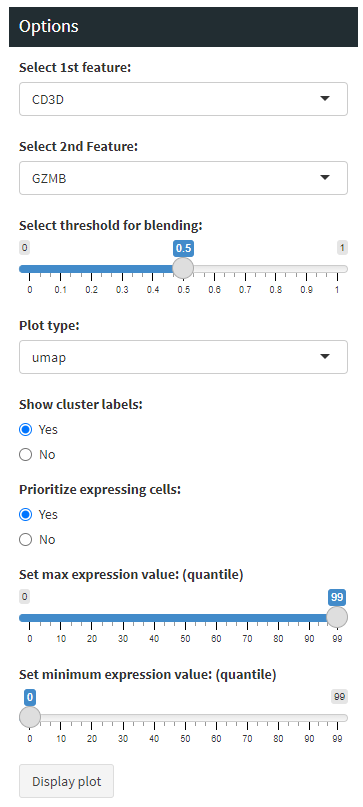 Options
Select 1st feature:
CD3D
Select 2nd Feature:
GZMB
Select threshold for blending:
0 0.5 1
0 0.1 0.2 0.3 0.4 0.5 0.6 0.7 0.8 0.9 1
Plot type:
umap
Show cluster labels:
Yes
No
Prioritize expressing cells:
Yes
No
Set max expression value: (quantile)
0 99
0 10 20 30 40 50 60 70 80 90 99
Set minimum expression value: (quantile)
0 99
0 10 20 30 40 50 60 70 80 90 99
Display plot